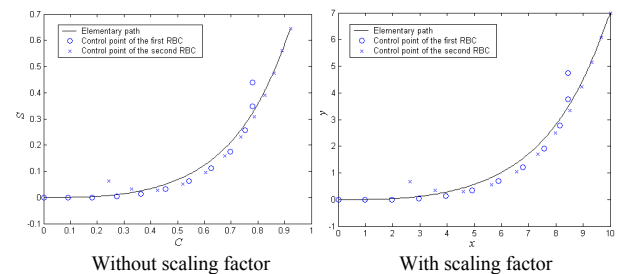 0.7
0.6
0.5
0.4
0.3
0.2
0.1
0
-0.1
S
Elementary path
Control point of the first RBC
Control point of the second RBC
0 0.1 0.2 0.3 0.4 0.5 0.6 0.7 0.8 0.9 1
C
Without scaling factor
7
6
5
4
3
2
1
0
-1
y
Elementary path
Control point of the first RBC
Control point of the second RBC
0 1 2 3 4 5 6 7 8 9 10
x
With scaling factor